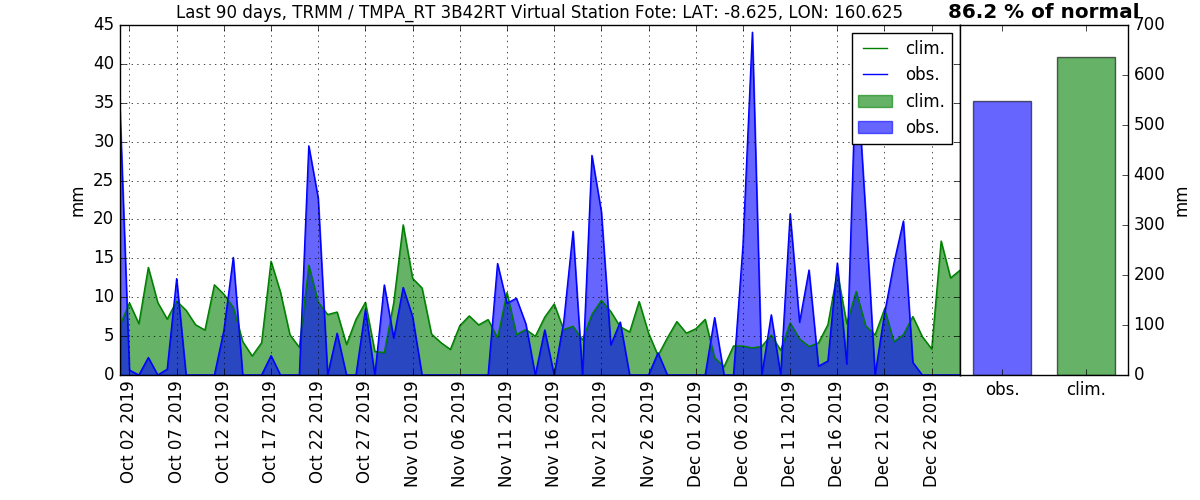 Last 90 days, TRMM / TMPA_RT 3B42RT Virtual Station Fote: LAT: -8.625, LON: 160.625
86.2 % of normal
mm
45
40
35
30
25
20
15
10
5
0
clim.
obs.
clim.
obs.
Oct 02 2019
Oct 07 2019
Oct 12 2019
Oct 17 2019
Oct 22 2019
Oct 27 2019
Nov 01 2019
Nov 06 2019
Nov 11 2019
Nov 16 2019
Nov 21 2019
Nov 26 2019
Dec 01 2019
Dec 06 2019
Dec 11 2019
Dec 16 2019
Dec 21 2019
Dec 26 2019
obs.
clim.
700
600
500
400
300
200
100
0
mm